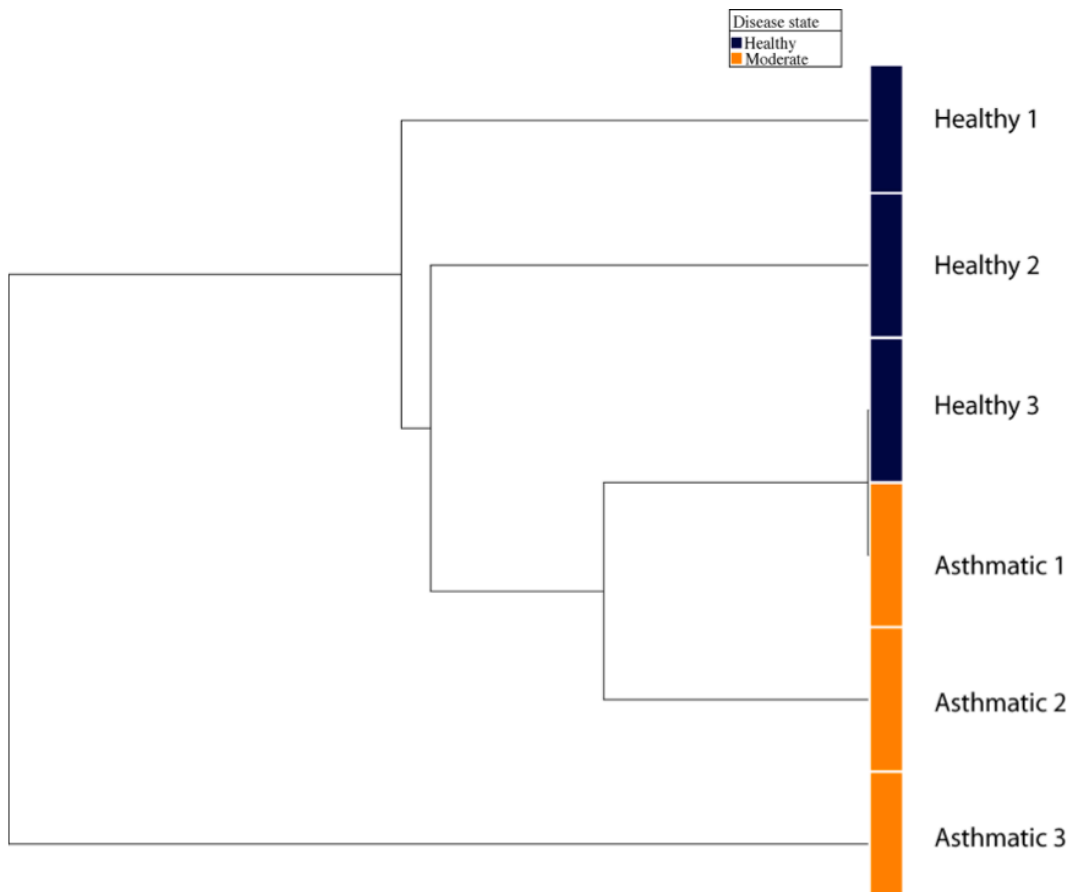 Disease state
Healthy
Moderate
Healthy 1
Healthy 2
Healthy 3
Asthmatic 1
Asthmatic 2
Asthmatic 3